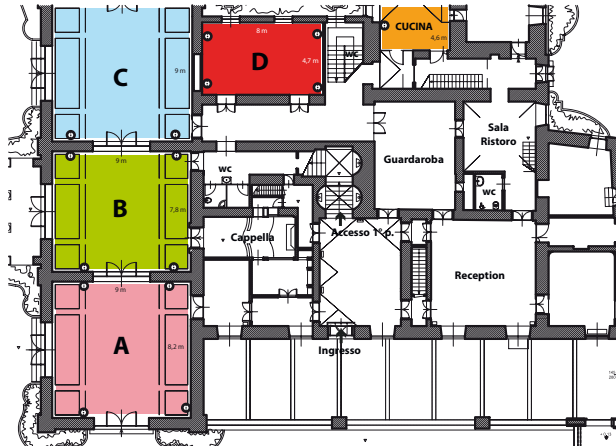 CUCINA
4,6 m
8 m
D
4,7 m
WC
C
9 m
9 m
Guardaroba
Sala
Ristoro
wc
wc
B
7,8 m
Cappella
Accesso 1° p.
Reception
9 m
A
8,2 m
Ingresso